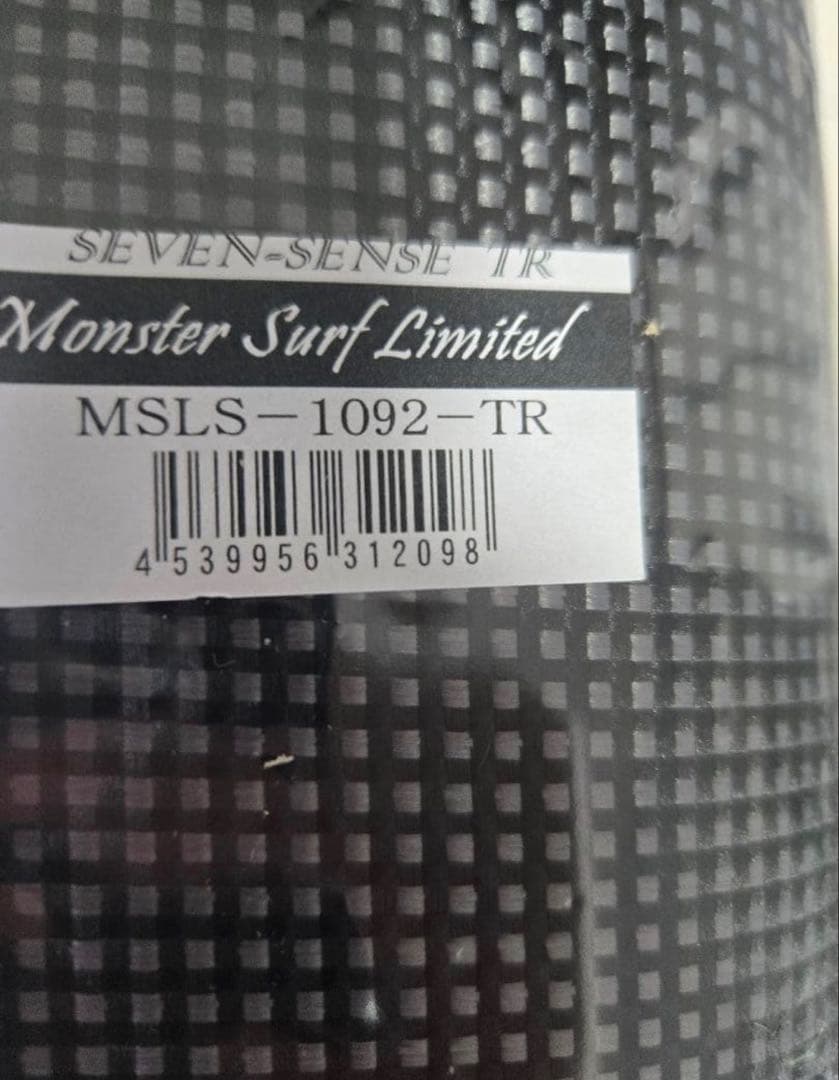 SEVEN-SENSE TR
Monster Surf Limited
MSLS-1092-TR
4 539956 312098